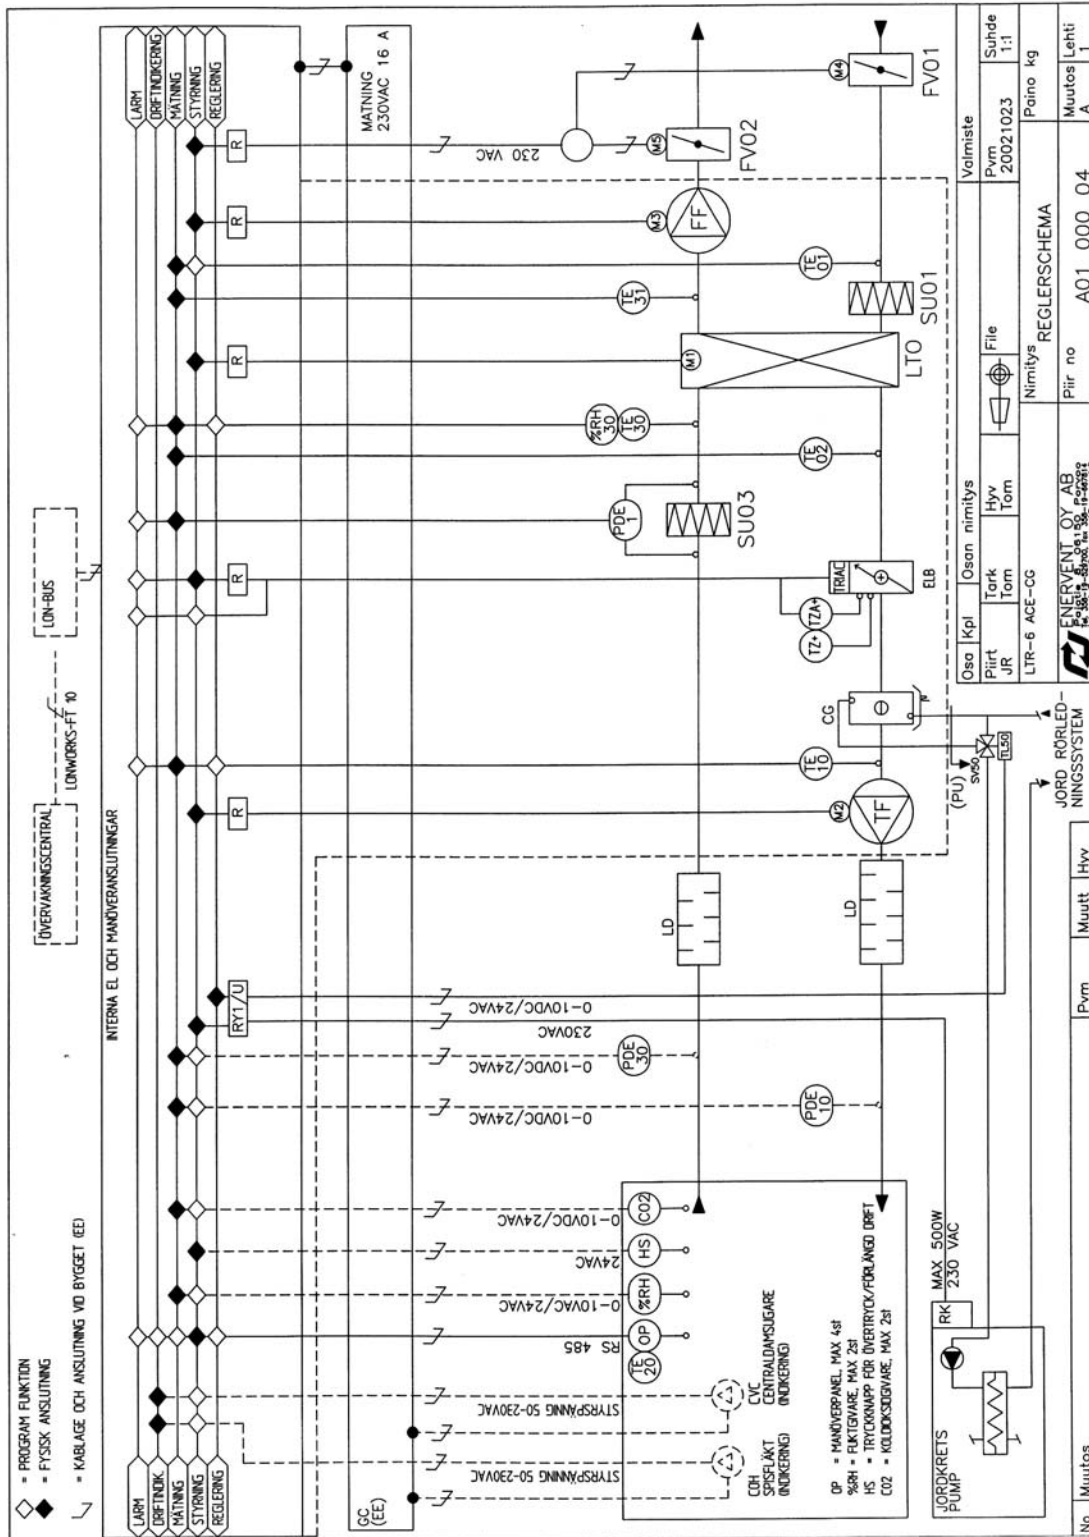 ◇ = PROGRAM FUNKTION
◆ = FYSISK ANSLUTNING
= KABLAGE OCH ANSLUTNING VID BYGGET (EE)
ÖVERVAKNINGSCENTRAL
LONWORKS-FT 10
LON-BUS
INTERNA EL OCH MANÖVERANSLUTNINGAR
LARM
DRIFTINDIK.
MÄTNING
STYRNING
REGLERING
LARM
DRIFTINDIKERING
MÄTNING
STYRNING
REGLERING
RY1/U
R
R
R
R
R
R
GC
(EE)
MATNING
230VAC 16 A
STYRSPÄNNIG 50-230VAC
STYRSPÄNNIG 50-230VAC
RS 485
0-10VAC/24VAC
24VAC
0-10VDC/24VAC
0-10VDC/24VAC
0-10VDC/24VAC
230VAC
0-10VDC/24VAC
230 VAC
TE
20
OP
%RH
HS
CO2
PDE
10
PDE
30
COH
SPISFLÄKT
(INDIKERING)
CVC
CENTRALDAMSUGARE
(INDIKERING)
OP = MANÖVERPANEL, MAX 4st
%RH = FUKTGIVARE, MAX 2st
HS = TRYCKKNAPP FÖR ÖVERTRYCK/FÖRLÄNGD DRIFT
CO2 = KOLDIOKSIDGIVARE, MAX 2st
LD
LD
M2
TF
TE
10
CG
TZ+
TZA+
TRIAC
ELB
PDE
1
SU03
TE
02
%RH
30
TE
30
M1
LTO
TE
31
TE
01
SU01
M3
FF
M5
FV02
M4
FV01
(PU)
SV50
TL50
JORD RÖRLED-
NINGSSYSTEM
JORDKRETS
PUMP
RK
MAX 500W
230 VAC
No
Muutos
Pvm
Muutt
Hyv
Osa
Kpl
Osan nimitys
Valmiste
Piirt
JR
Tark
Tom
Hyv
Tom
File
Pvm
20021023
Suhde
1:1
LTR-6 ACE-CG
Nimitys
REGLERSCHEMA
Paino kg
ENERVENT OY AB
Piir no
A01 000 04
Muutos
A
Lehti
1